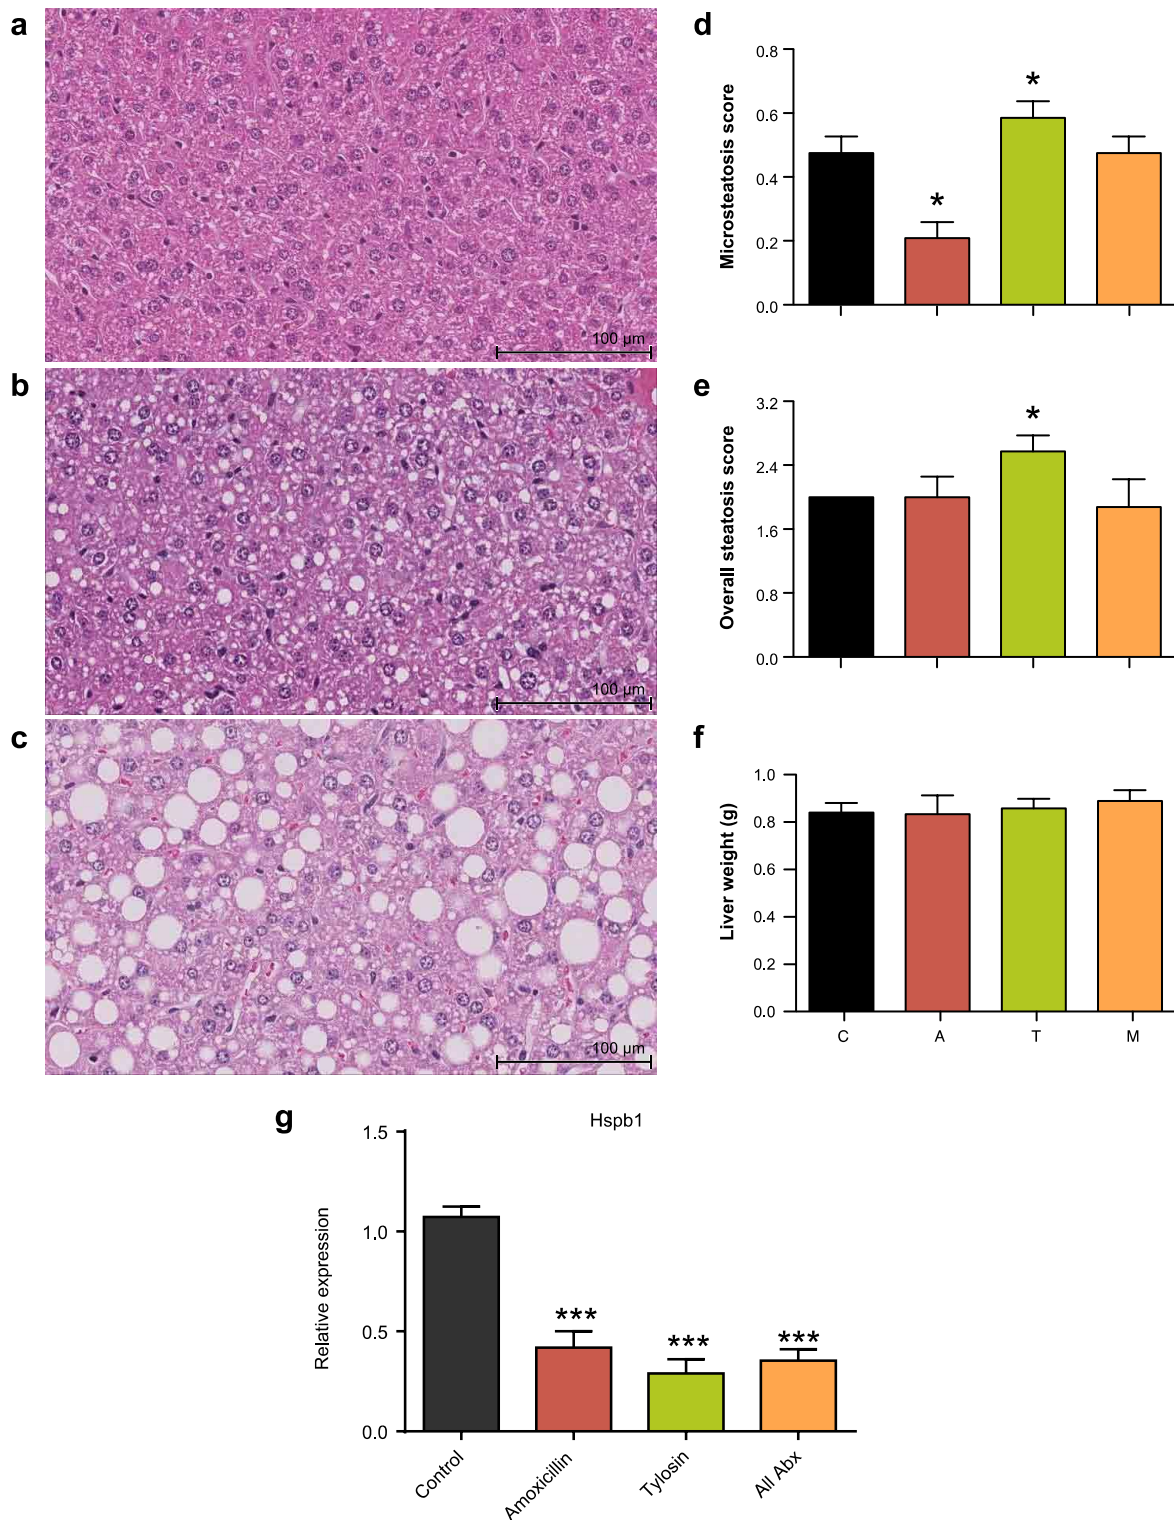 a
100 µm
b
100 µm
c
100 µm
d
Microsteatosis score
0.8
0.6
0.4
0.2
0.0
*
*
e
Overall steatosis score
3.2
2.4
1.6
0.8
0.0
*
f
Liver weight (g)
1.0
0.8
0.6
0.4
0.2
0.0
C A T M
g
Hspb1
Relative expression
1.5
1.0
0.5
0.0
*** *** ***
Control Amoxicillin Tylosin All Abx